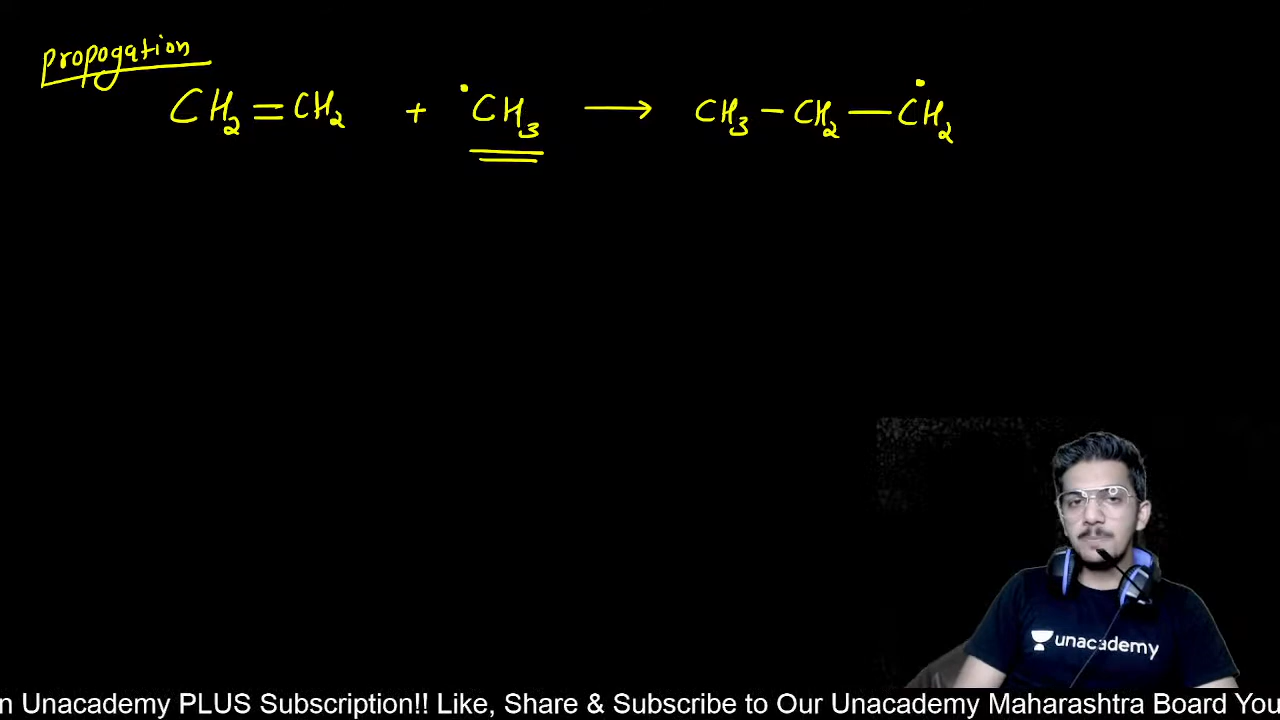 propogation
CH₂=CH₂ + •CH₃ ⟶ CH₃–CH₂–ĊH₂
unacademy
n Unacademy PLUS Subscription!! Like, Share & Subscribe to Our Unacademy Maharashtra Board You